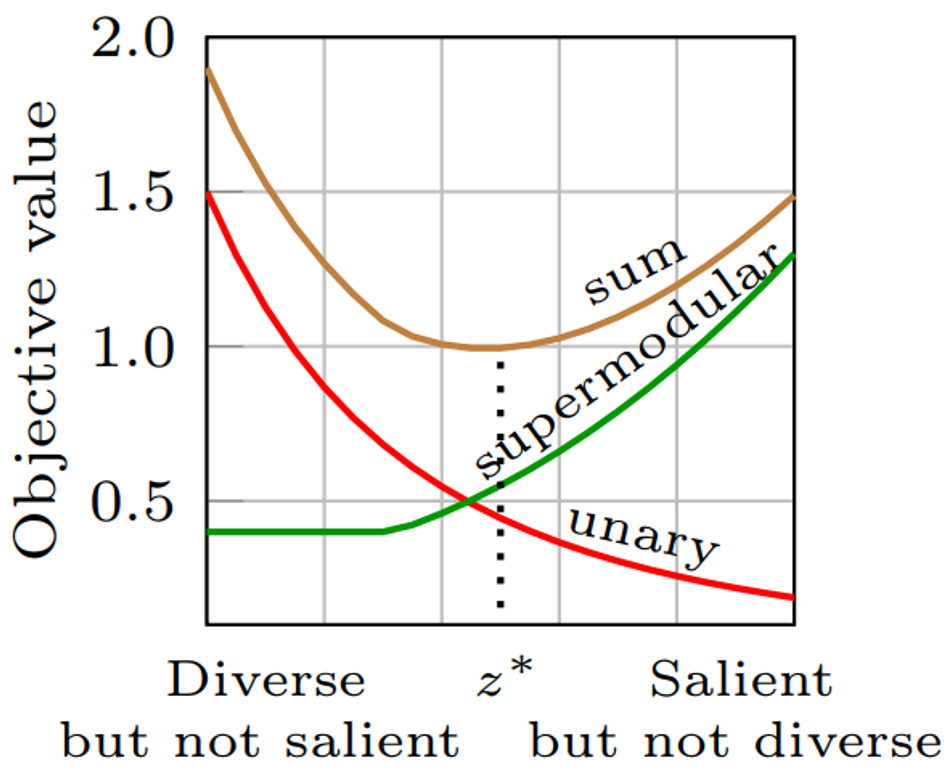 2.0
1.5
1.0
0.5
Objective value
sum
supermodular
unary
Diverse
but not salient
z*
Salient
but not diverse